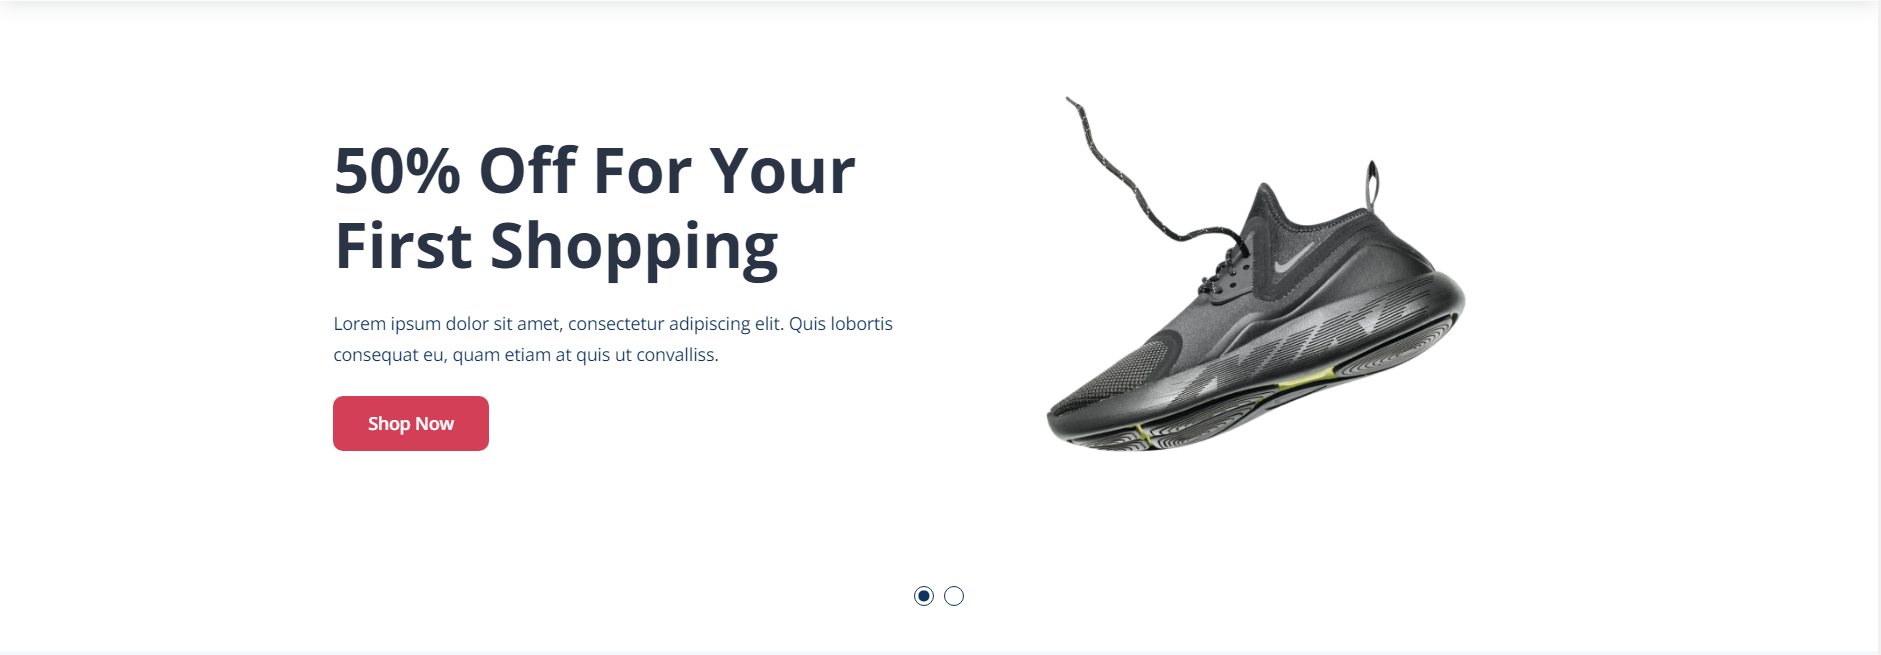 50% Off For Your
First Shopping
Lorem ipsum dolor sit amet, consectetur adipiscing elit. Quis lobortis
consequat eu, quam etiam at quis ut convalliss.
Shop Now